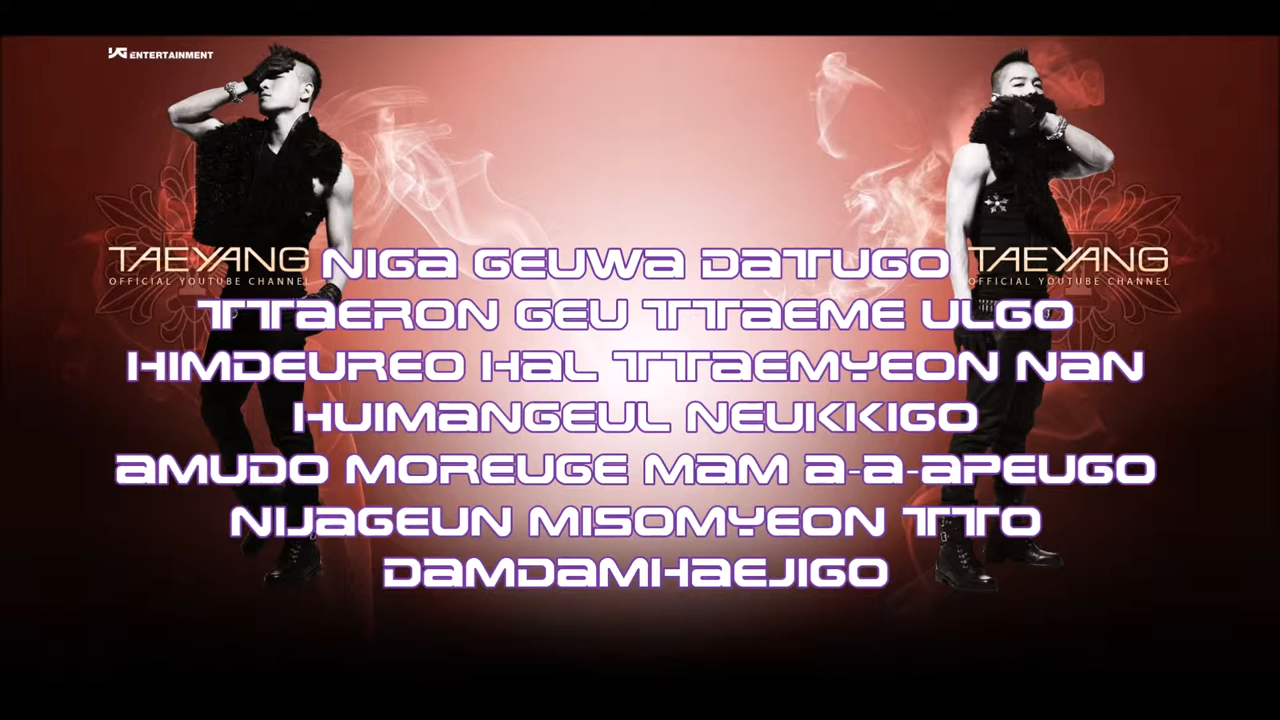 YG ENTERTAINMENT
TAEYANG
OFFICIAL YOUTUBE CHANNEL
TAEYANG
OFFICIAL YOUTUBE CHANNEL
NIGA GEUWA DATUGO
TTAERON GEU TTAEME ULGO
HIMDEUREO HAL TTAEMYEON NAN
HUIMANGEUL NEUKKIGO
AMUDO MOREUGE MAM A-A-APEUGO
NIJAGEUN MISOMYEON TTO
DAMDAMHAEJIGO